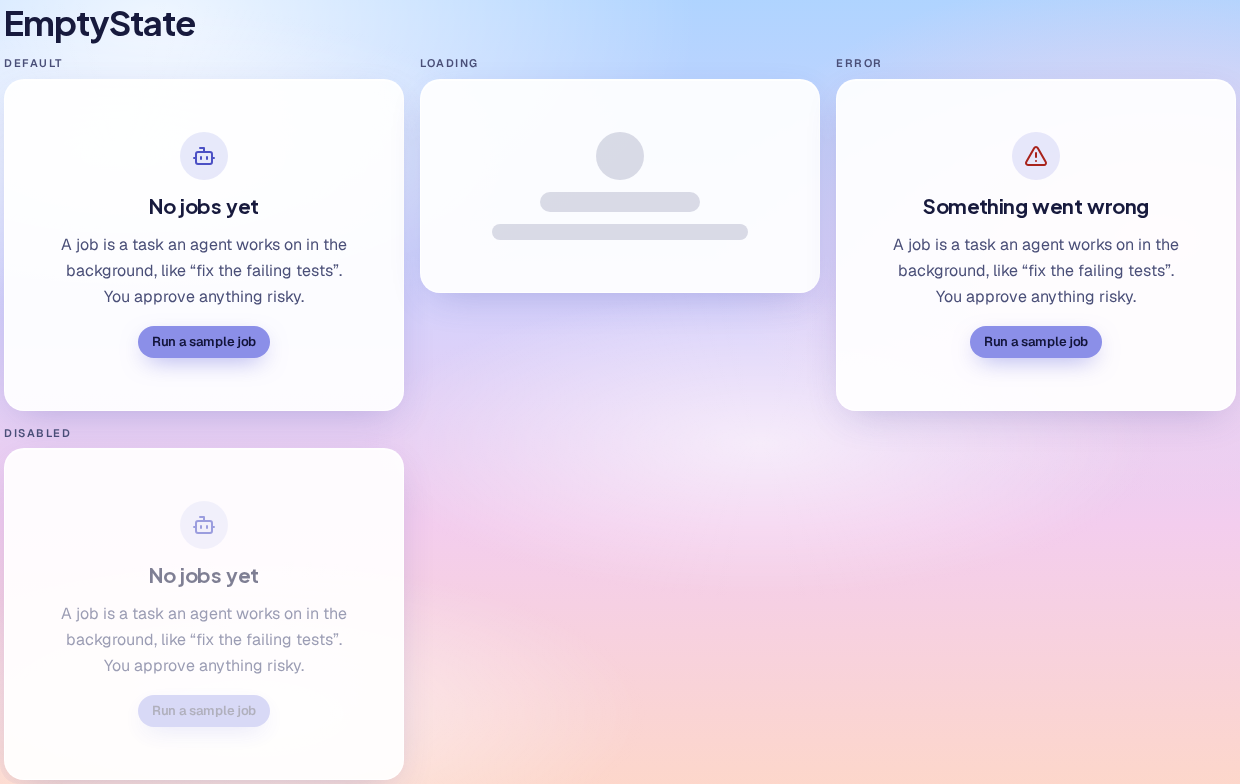 EmptyState
DEFAULT
No jobs yet
A job is a task an agent works on in the
background, like “fix the failing tests”.
You approve anything risky.
Run a sample job
LOADING
ERROR
Something went wrong
A job is a task an agent works on in the
background, like “fix the failing tests”.
You approve anything risky.
Run a sample job
DISABLED
No jobs yet
A job is a task an agent works on in the
background, like “fix the failing tests”.
You approve anything risky.
Run a sample job